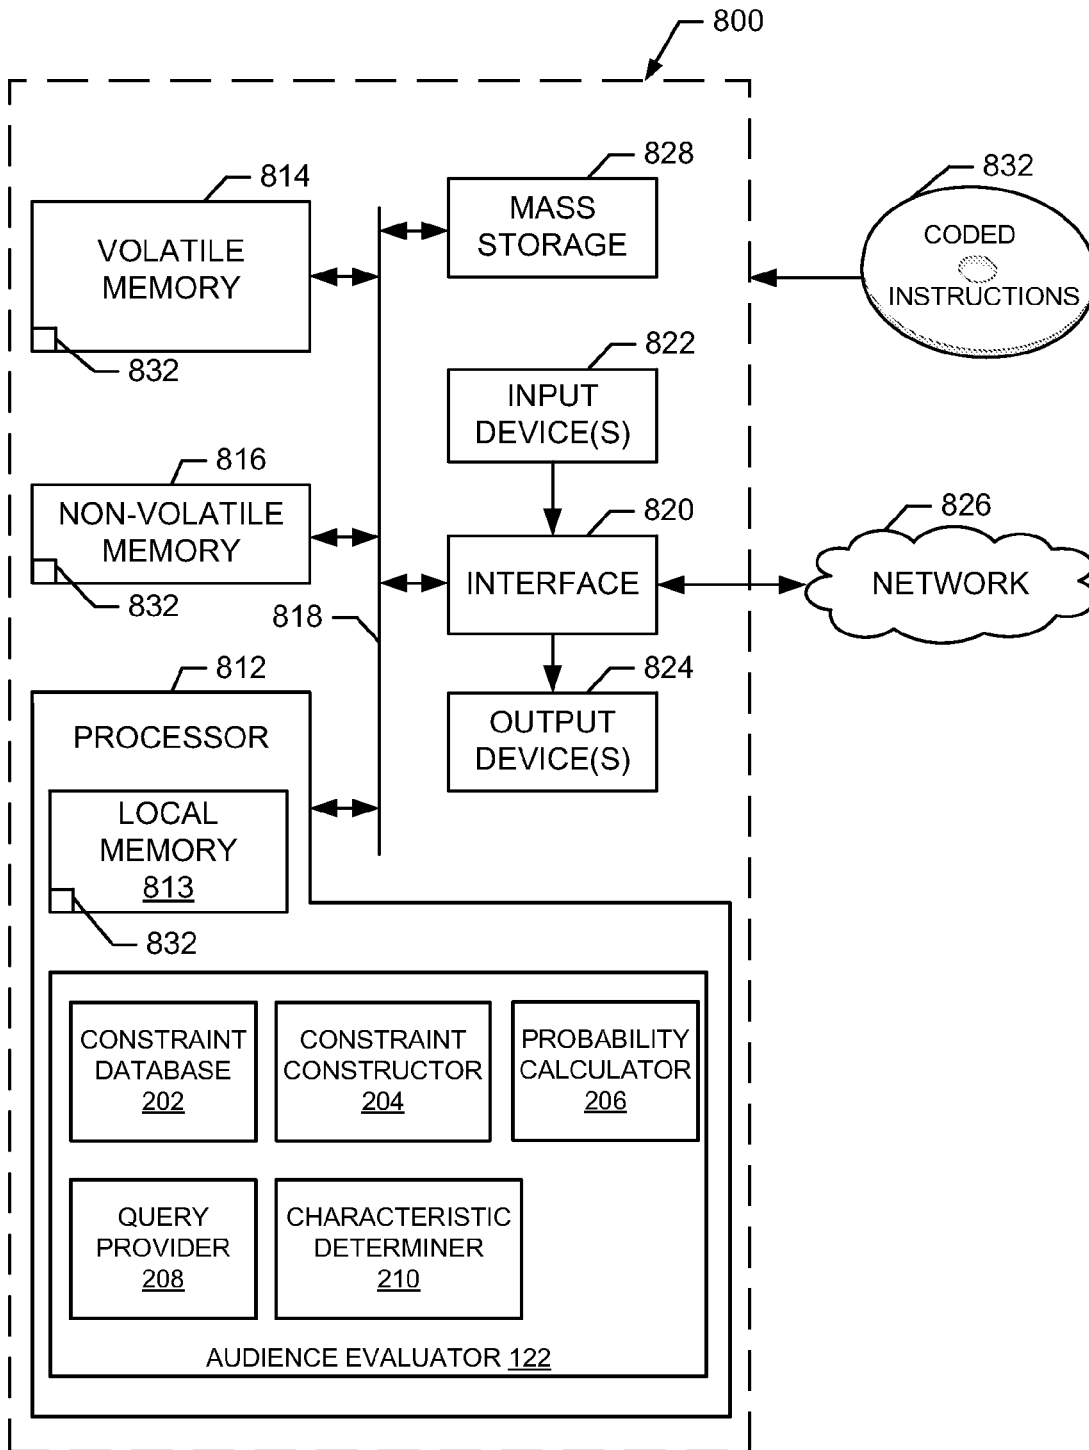 800
828
832
814
MASS
STORAGE
CODED
INSTRUCTIONS
VOLATILE
MEMORY
832
822
INPUT
DEVICE(S)
816
820
826
NON-VOLATILE
MEMORY
INTERFACE
NETWORK
832
818
812
824
PROCESSOR
OUTPUT
DEVICE(S)
LOCAL
MEMORY
813
832
CONSTRAINT
DATABASE
202
CONSTRAINT
CONSTRUCTOR
204
PROBABILITY
CALCULATOR
206
QUERY
PROVIDER
208
CHARACTERISTIC
DETERMINER
210
AUDIENCE EVALUATOR 122